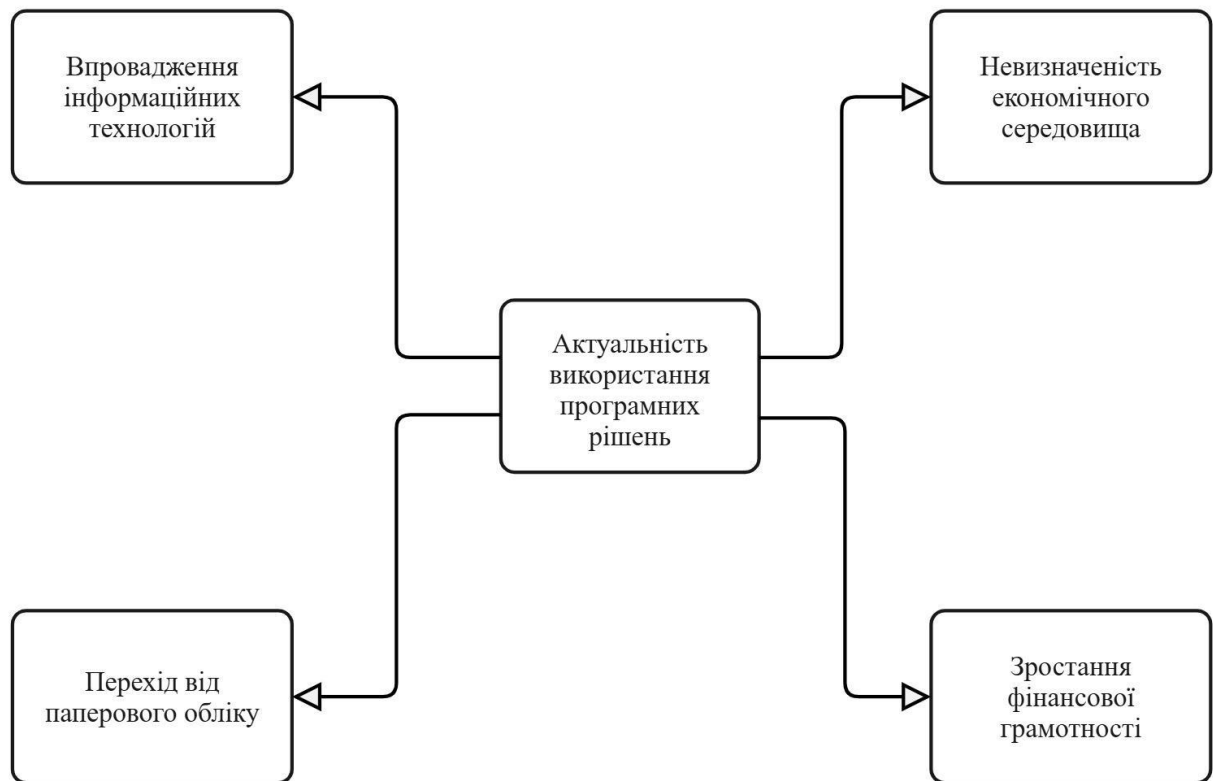 Впровадження
інформаційних
технологій
Невизначеність
економічного
середовища
Актуальність
використання
програмних
рішень
Перехід від
паперового обліку
Зростання
фінансової
грамотності